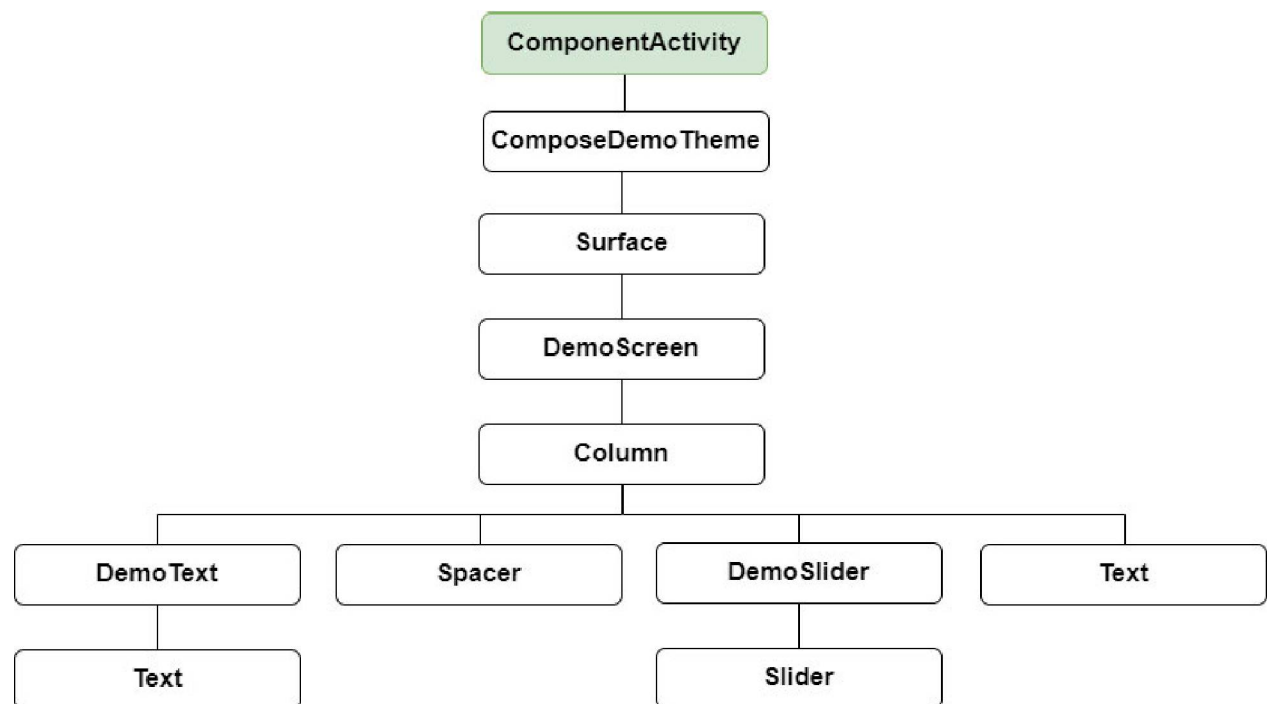 ComponentActivity
ComposeDemoTheme
Surface
DemoScreen
Column
DemoText
Spacer
DemoSlider
Text
Text
Slider